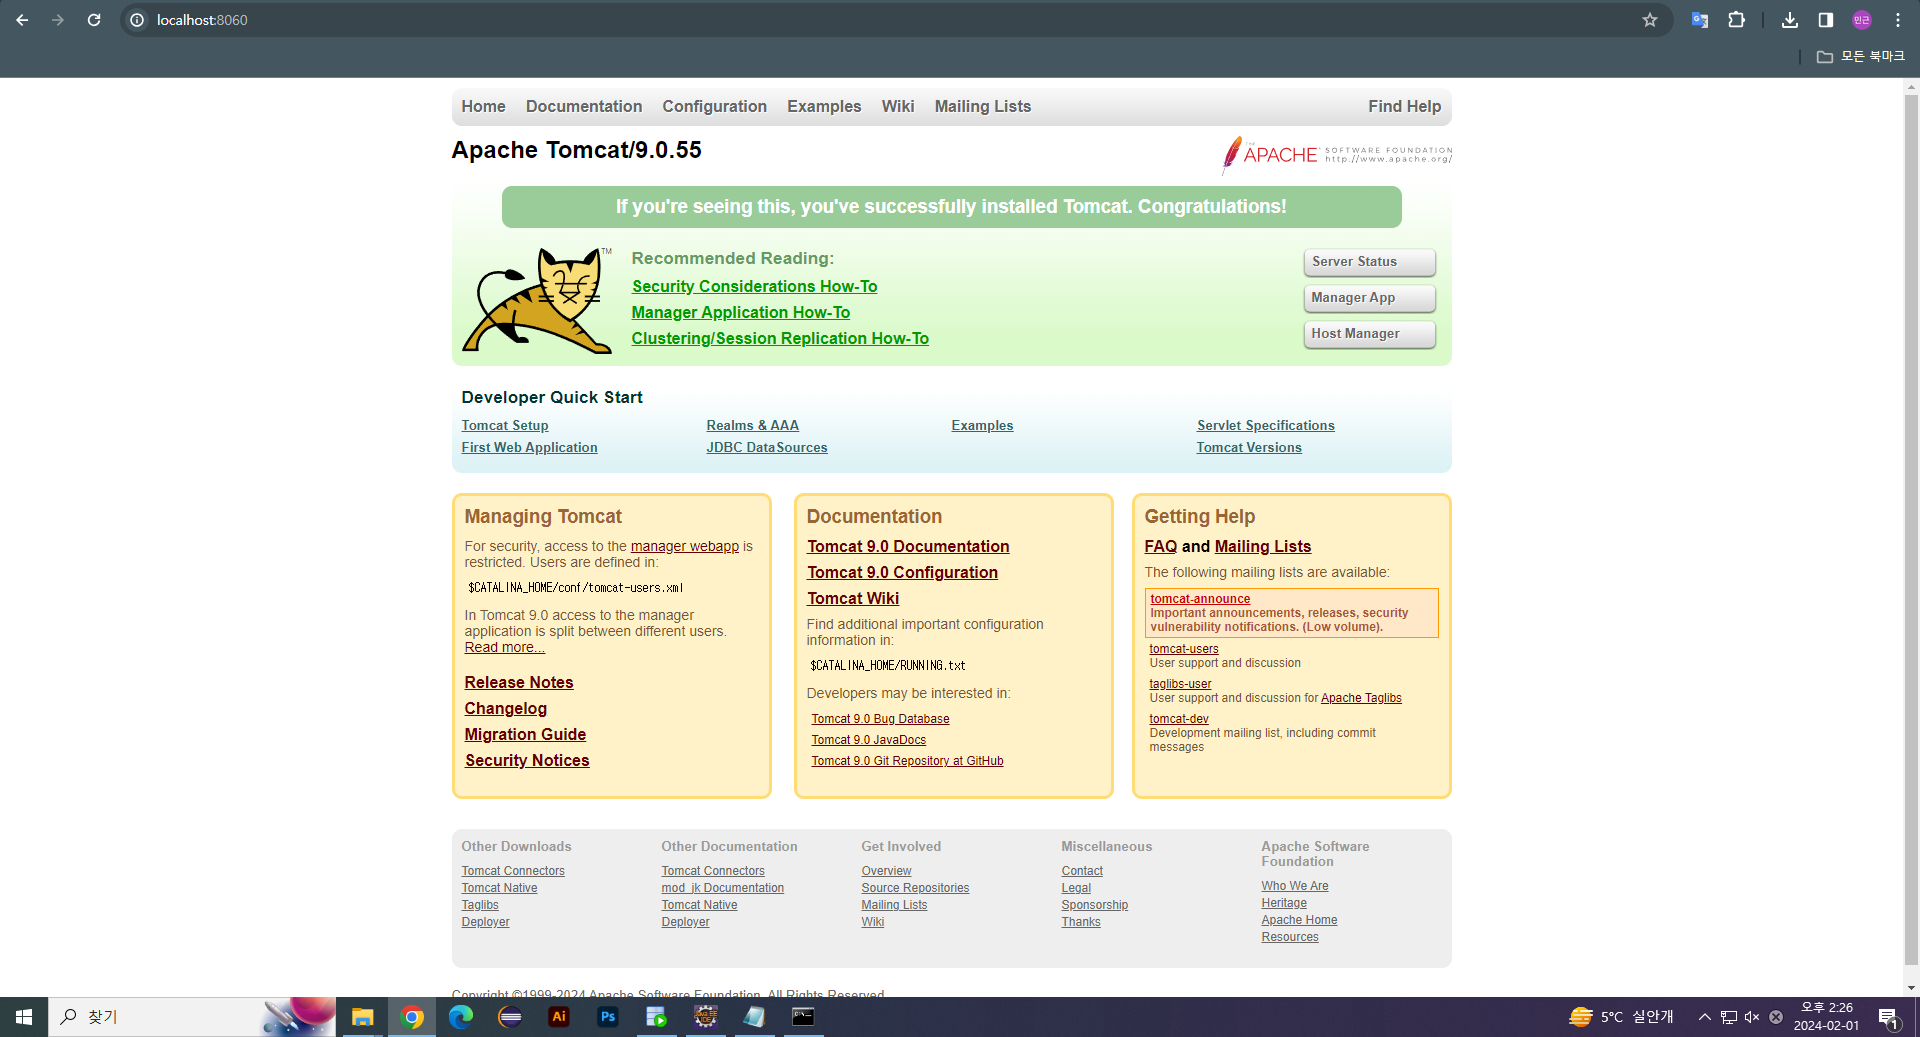 localhost:8060
민근
모든 북마크
Home Documentation Configuration Examples Wiki Mailing Lists Find Help
Apache Tomcat/9.0.55
THE APACHE SOFTWARE FOUNDATION
http://www.apache.org/
If you're seeing this, you've successfully installed Tomcat. Congratulations!
TM
Recommended Reading:
Security Considerations How-To
Manager Application How-To
Clustering/Session Replication How-To
Server Status
Manager App
Host Manager
Developer Quick Start
Tomcat Setup
First Web Application
Realms & AAA
JDBC DataSources
Examples
Servlet Specifications
Tomcat Versions
Managing Tomcat
For security, access to the manager webapp is
restricted. Users are defined in:
$CATALINA_HOME/conf/tomcat-users.xml
In Tomcat 9.0 access to the manager
application is split between different users.
Read more...
Release Notes
Changelog
Migration Guide
Security Notices
Documentation
Tomcat 9.0 Documentation
Tomcat 9.0 Configuration
Tomcat Wiki
Find additional important configuration
information in:
$CATALINA_HOME/RUNNING.txt
Developers may be interested in:
Tomcat 9.0 Bug Database
Tomcat 9.0 JavaDocs
Tomcat 9.0 Git Repository at GitHub
Getting Help
FAQ and Mailing Lists
The following mailing lists are available:
tomcat-announce
Important announcements, releases, security
vulnerability notifications. (Low volume).
tomcat-users
User support and discussion
taglibs-user
User support and discussion for Apache Taglibs
tomcat-dev
Development mailing list, including commit
messages
Other Downloads
Tomcat Connectors
Tomcat Native
Taglibs
Deployer
Other Documentation
Tomcat Connectors
mod_jk Documentation
Tomcat Native
Deployer
Get Involved
Overview
Source Repositories
Mailing Lists
Wiki
Miscellaneous
Contact
Legal
Sponsorship
Thanks
Apache Software
Foundation
Who We Are
Heritage
Apache Home
Resources
Copyright ©1999-2024 Apache Software Foundation. All Rights Reserved
찾기
Ai
Ps
5°C 실안개
오후 2:26
2024-02-01
1